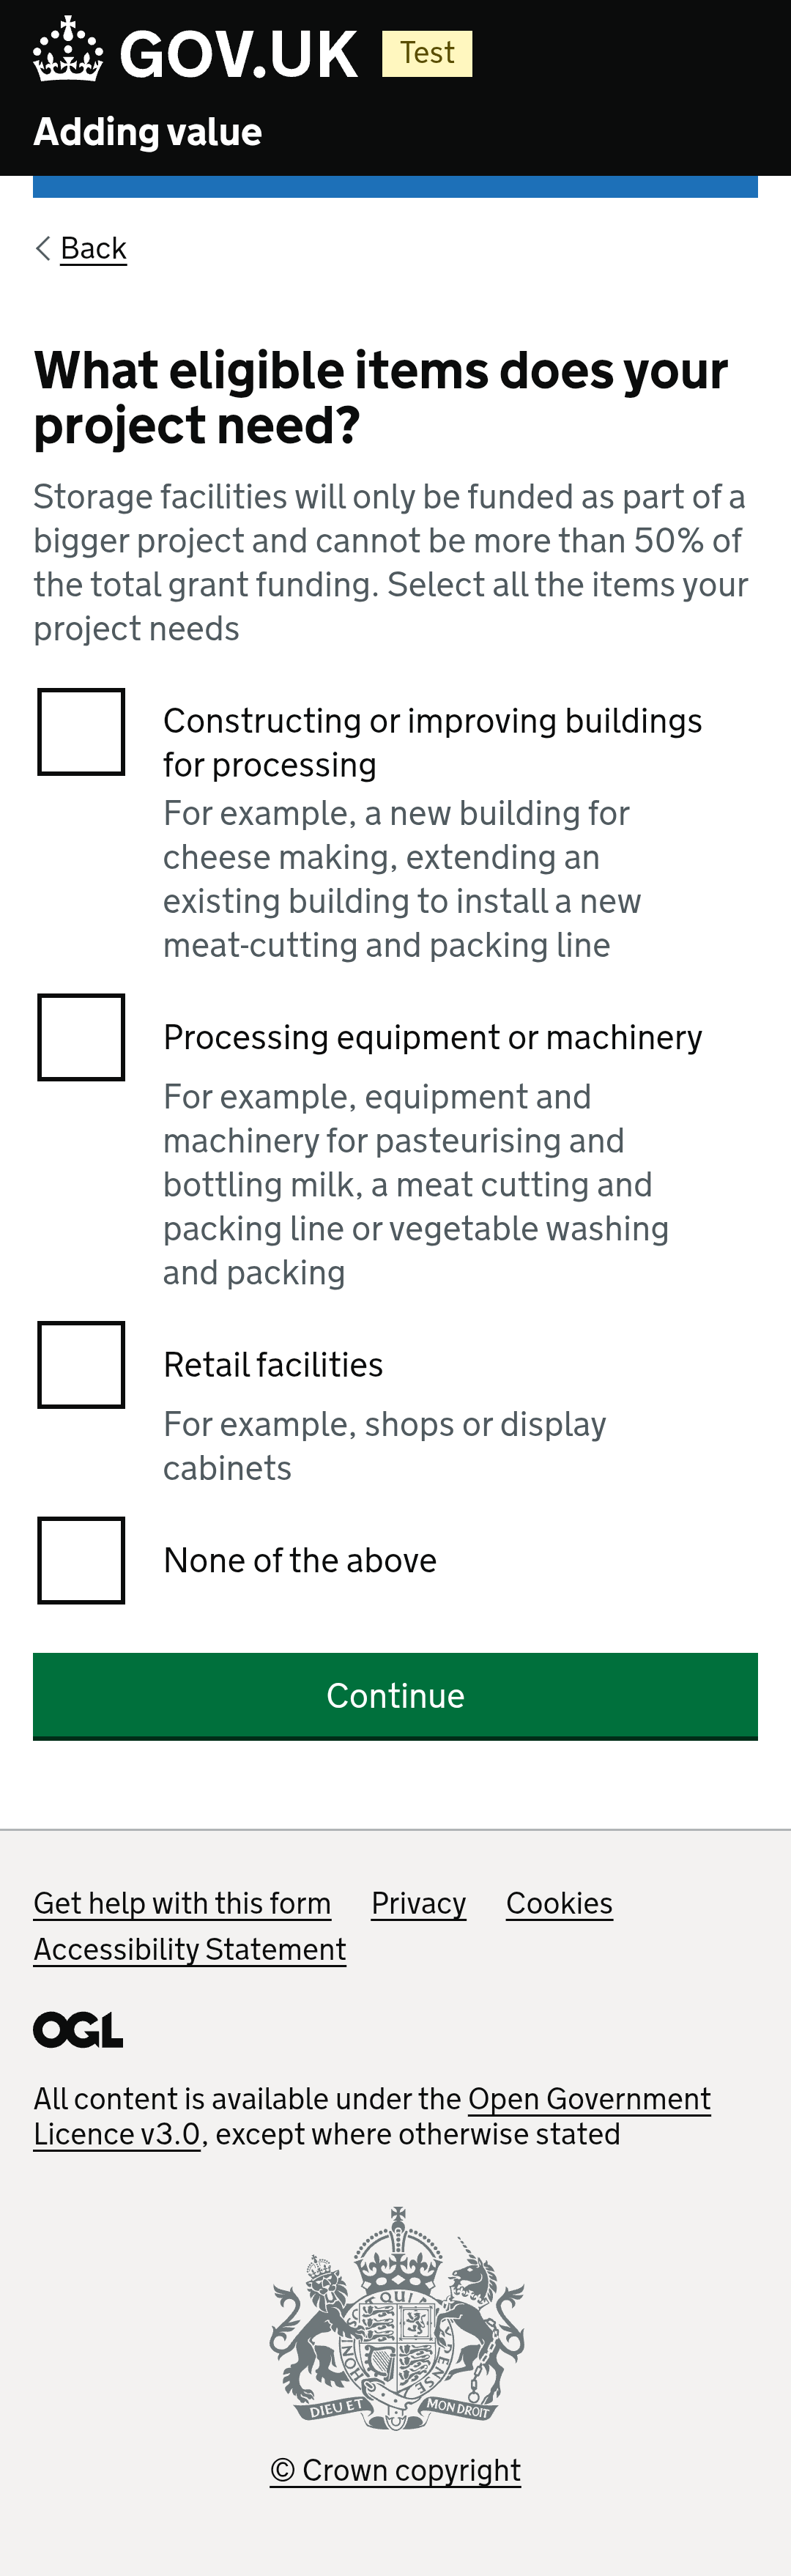 GOV.UK Test
Adding value
Back
What eligible items does your
project need?
Storage facilities will only be funded as part of a
bigger project and cannot be more than 50% of
the total grant funding. Select all the items your
project needs
Constructing or improving buildings
for processing
For example, a new building for
cheese making, extending an
existing building to install a new
meat-cutting and packing line
Processing equipment or machinery
For example, equipment and
machinery for pasteurising and
bottling milk, a meat cutting and
packing line or vegetable washing
and packing
Retail facilities
For example, shops or display
cabinets
None of the above
Continue
Get help with this form Privacy Cookies
Accessibility Statement
OGL
All content is available under the Open Government
Licence v3.0, except where otherwise stated
DIEU ET MON DROIT
© Crown copyright